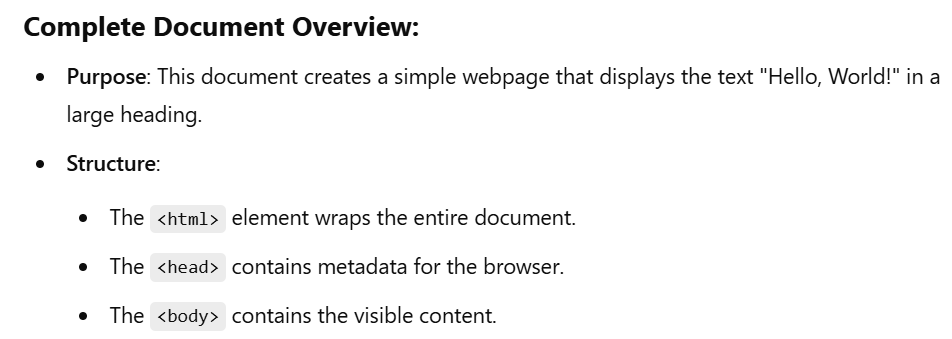 Complete Document Overview:
• Purpose: This document creates a simple webpage that displays the text "Hello, World!" in a
large heading.
• Structure:
• The <html> element wraps the entire document.
• The <head> contains metadata for the browser.
• The <body> contains the visible content.